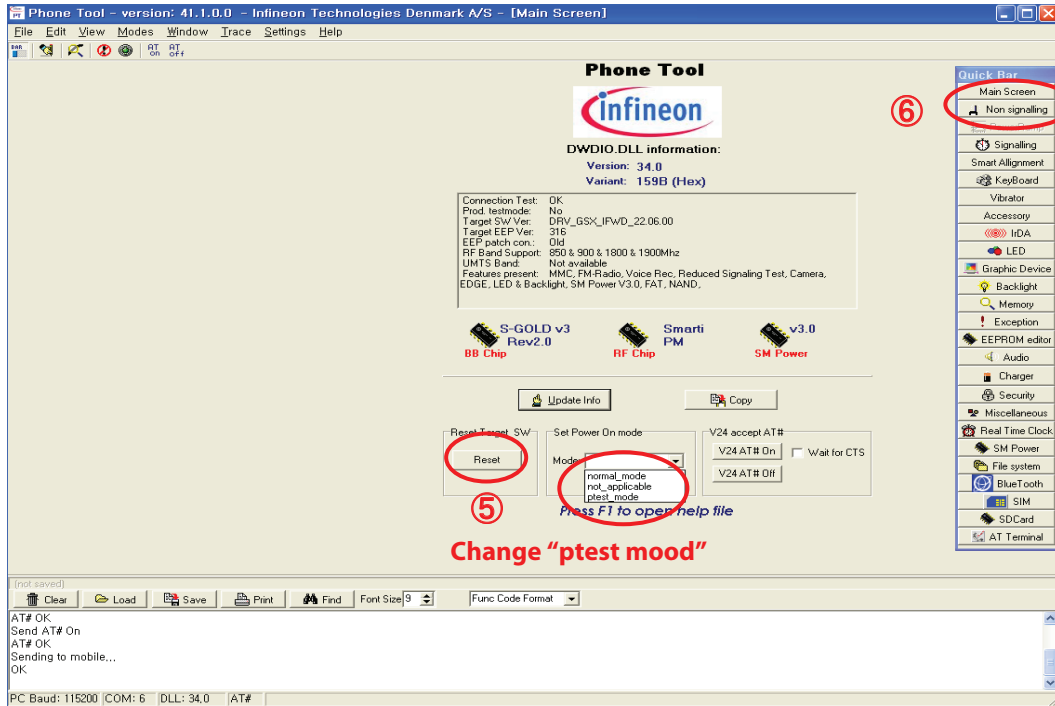 Phone Tool - version: 41.1.0.0 - Infineon Technologies Denmark A/S - [Main Screen]
File Edit View Modes Window Trace Settings Help
BAR AT on AT off
Phone Tool
infineon
DWDIO.DLL information:
Version: 34.0
Variant: 159B (Hex)
Connection Test: OK
Prod. testmode: No
Target SW Ver: DRV_GSX_IFWD_22.06.00
Target EEP Ver: 316
EEP patch con.: Old
RF Band Support: 850 & 900 & 1800 & 1900Mhz
UMTS Band: Not available
Features present: MMC, FM-Radio, Voice Rec, Reduced Signaling Test, Camera,
EDGE, LED & Backlight, SM Power V3.0, FAT, NAND,
S-GOLD v3
Rev2.0
BB Chip
Smarti
PM
RF Chip
v3.0
SM Power
Update Info
Copy
Reset Target SW
Reset
⑤
Set Power On mode
Mode:
normal_mode
not_applicable
ptest_mode
V24 accept AT#
V24 AT# On
Wait for CTS
V24 AT# Off
Press F1 to open help file
Change “ptest mood”
⑥
Quick Bar
Main Screen
Non signalling
Signalling
Smart Allignment
KeyBoard
Vibrator
Accessory
IrDA
LED
Graphic Device
Backlight
Memory
Exception
EEPROM editor
Audio
Charger
Security
Miscellaneous
Real Time Clock
SM Power
File system
BlueTooth
SIM
SDCard
AT Terminal
(not saved)
Clear Load Save Print Find Font Size 9 Func Code Format
AT# OK
Send AT# On
AT# OK
Sending to mobile...
OK
PC Baud: 115200 COM: 6 DLL: 34.0 AT#